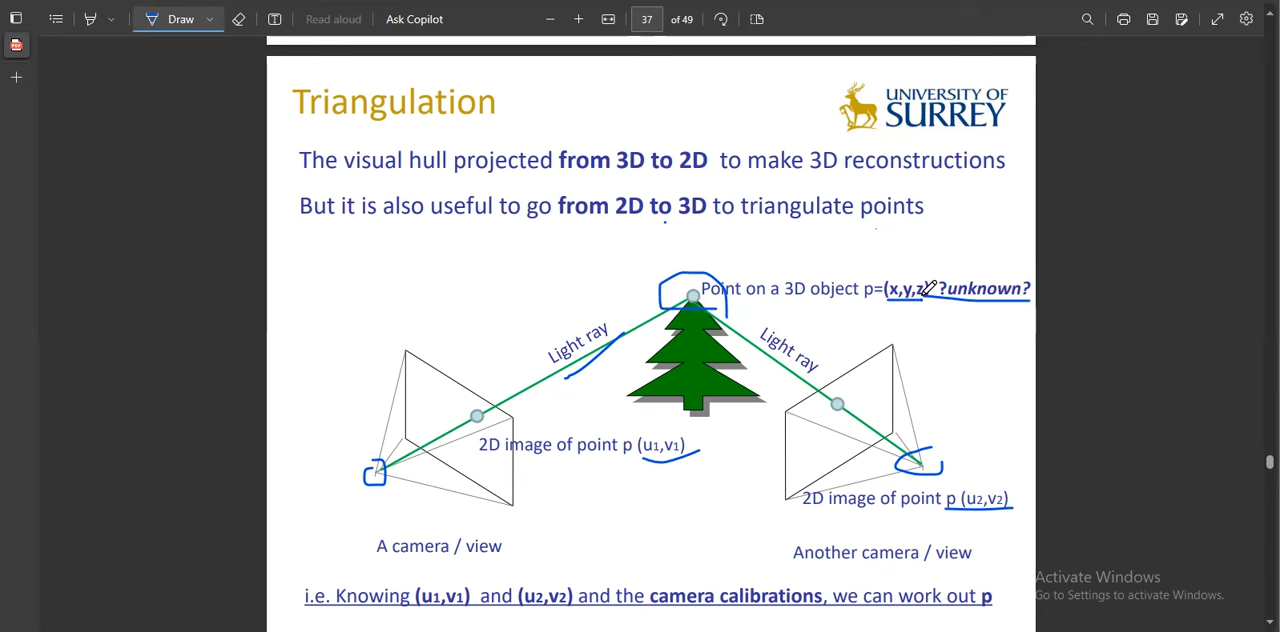 Draw
Read aloud
Ask Copilot
37 of 49
Triangulation
UNIVERSITY OF
SURREY
The visual hull projected from 3D to 2D to make 3D reconstructions
But it is also useful to go from 2D to 3D to triangulate points
Point on a 3D object p=(x,y,z) ?unknown?
Light ray
Light ray
2D image of point p (u1,v1)
2D image of point p (u2,v2)
A camera / view
Another camera / view
i.e. Knowing (u1,v1) and (u2,v2) and the camera calibrations, we can work out p
Activate Windows
Go to Settings to activate Windows.